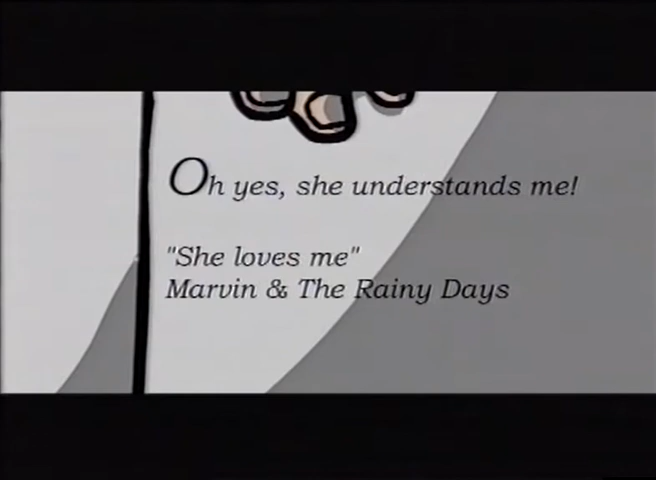 Oh yes, she understands me!
"She loves me"
Marvin & The Rainy Days